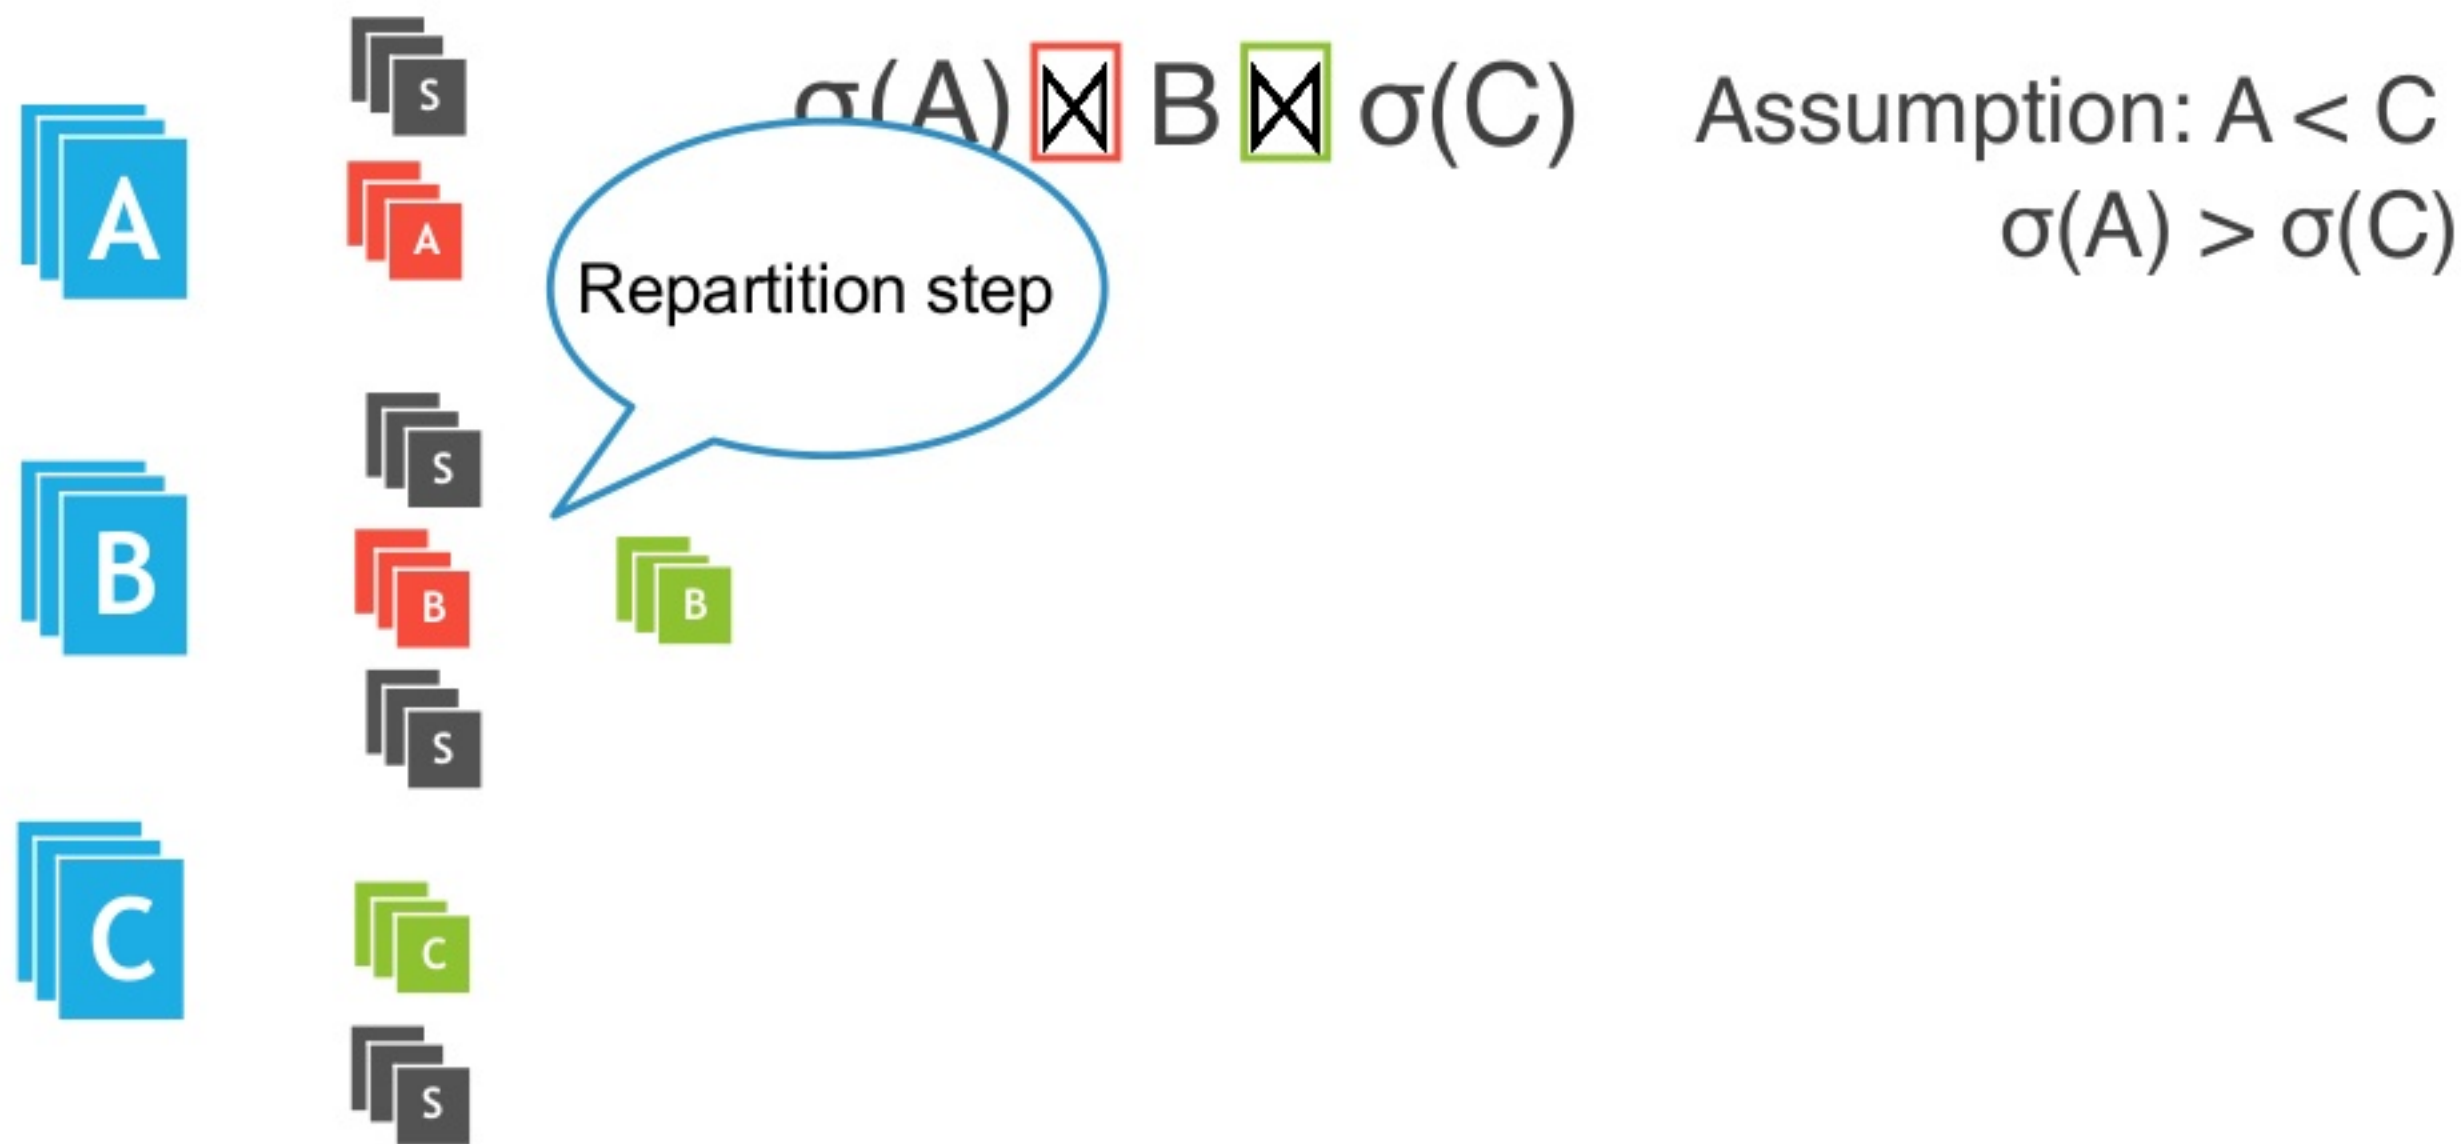 σ(A) ⋈ B ⋈ σ(C)
Assumption: A < C
σ(A) > σ(C)
Repartition step
S
A
A
S
B
B
B
S
C
C
S